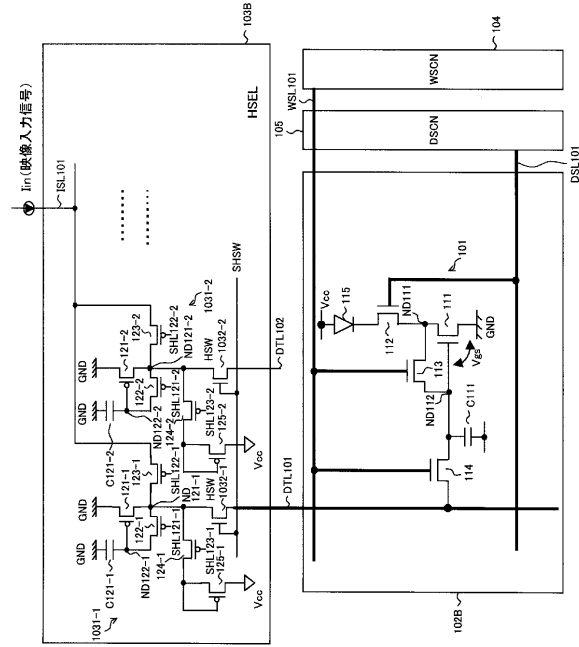 Iin(映像入力信号)
ISL101
103B
HSEL
SHSW
GND
GND
121-2
C121-2
122-2
ND122-2
123-2
SHL122-2
ND121-2
1031-2
SHL121-2
124-2
SHL123-2
125-2
HSW
1032-2
Vcc
DTL102
GND
GND
121-1
C121-1
122-1
ND122-1
123-1
SHL122-1
ND
121-1
1031-1
SHL121-1
124-1
SHL123-1
125-1
HSW
1032-1
Vcc
DTL101
WSL101
104
WSCN
105
DSCN
DSL101
Vcc
115
101
112
ND111
111
GND
Vgs
113
ND112
C111
114
102B